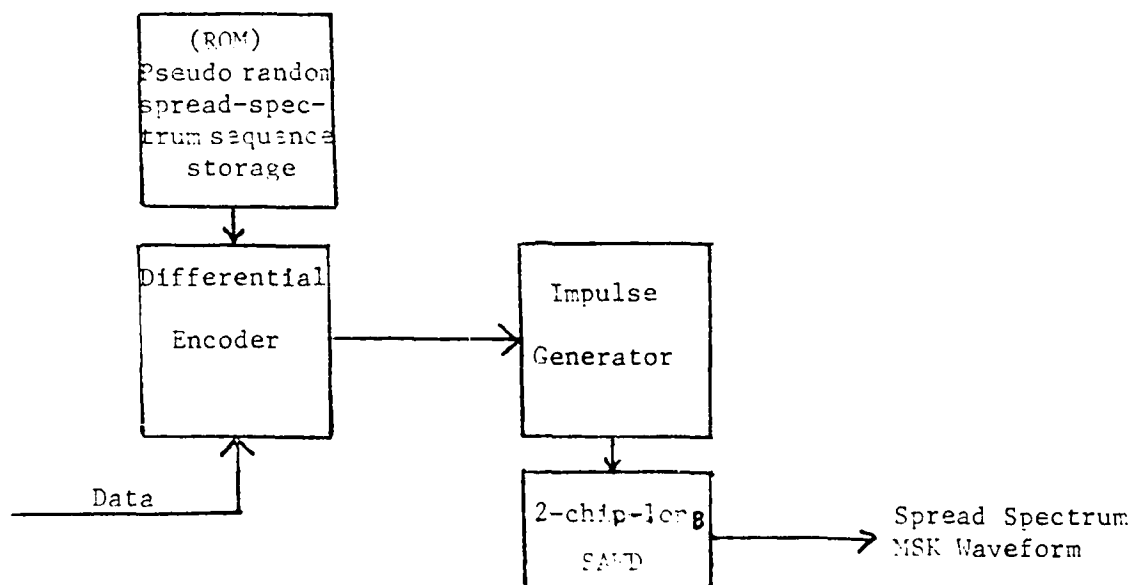 (ROM)
Pseudo random
spread-spec-
trum sequence
storage
Differential
Encoder
Impulse
Generator
Data
2-chip-long
SAWD
Spread Spectrum
MSK Waveform